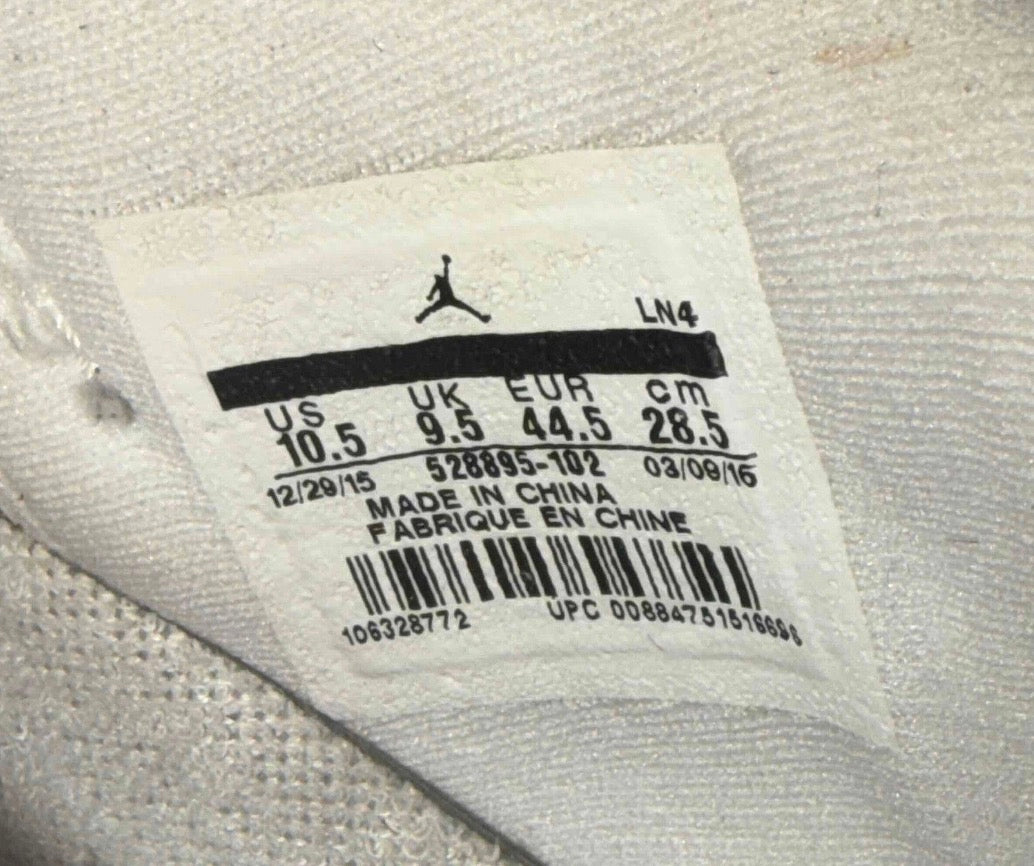 LN4
US UK EUR cm
10.5 9.5 44.5 28.5
12/29/15 528895-102 03/09/16
MADE IN CHINA
FABRIQUE EN CHINE
106328772 UPC 00884751516696